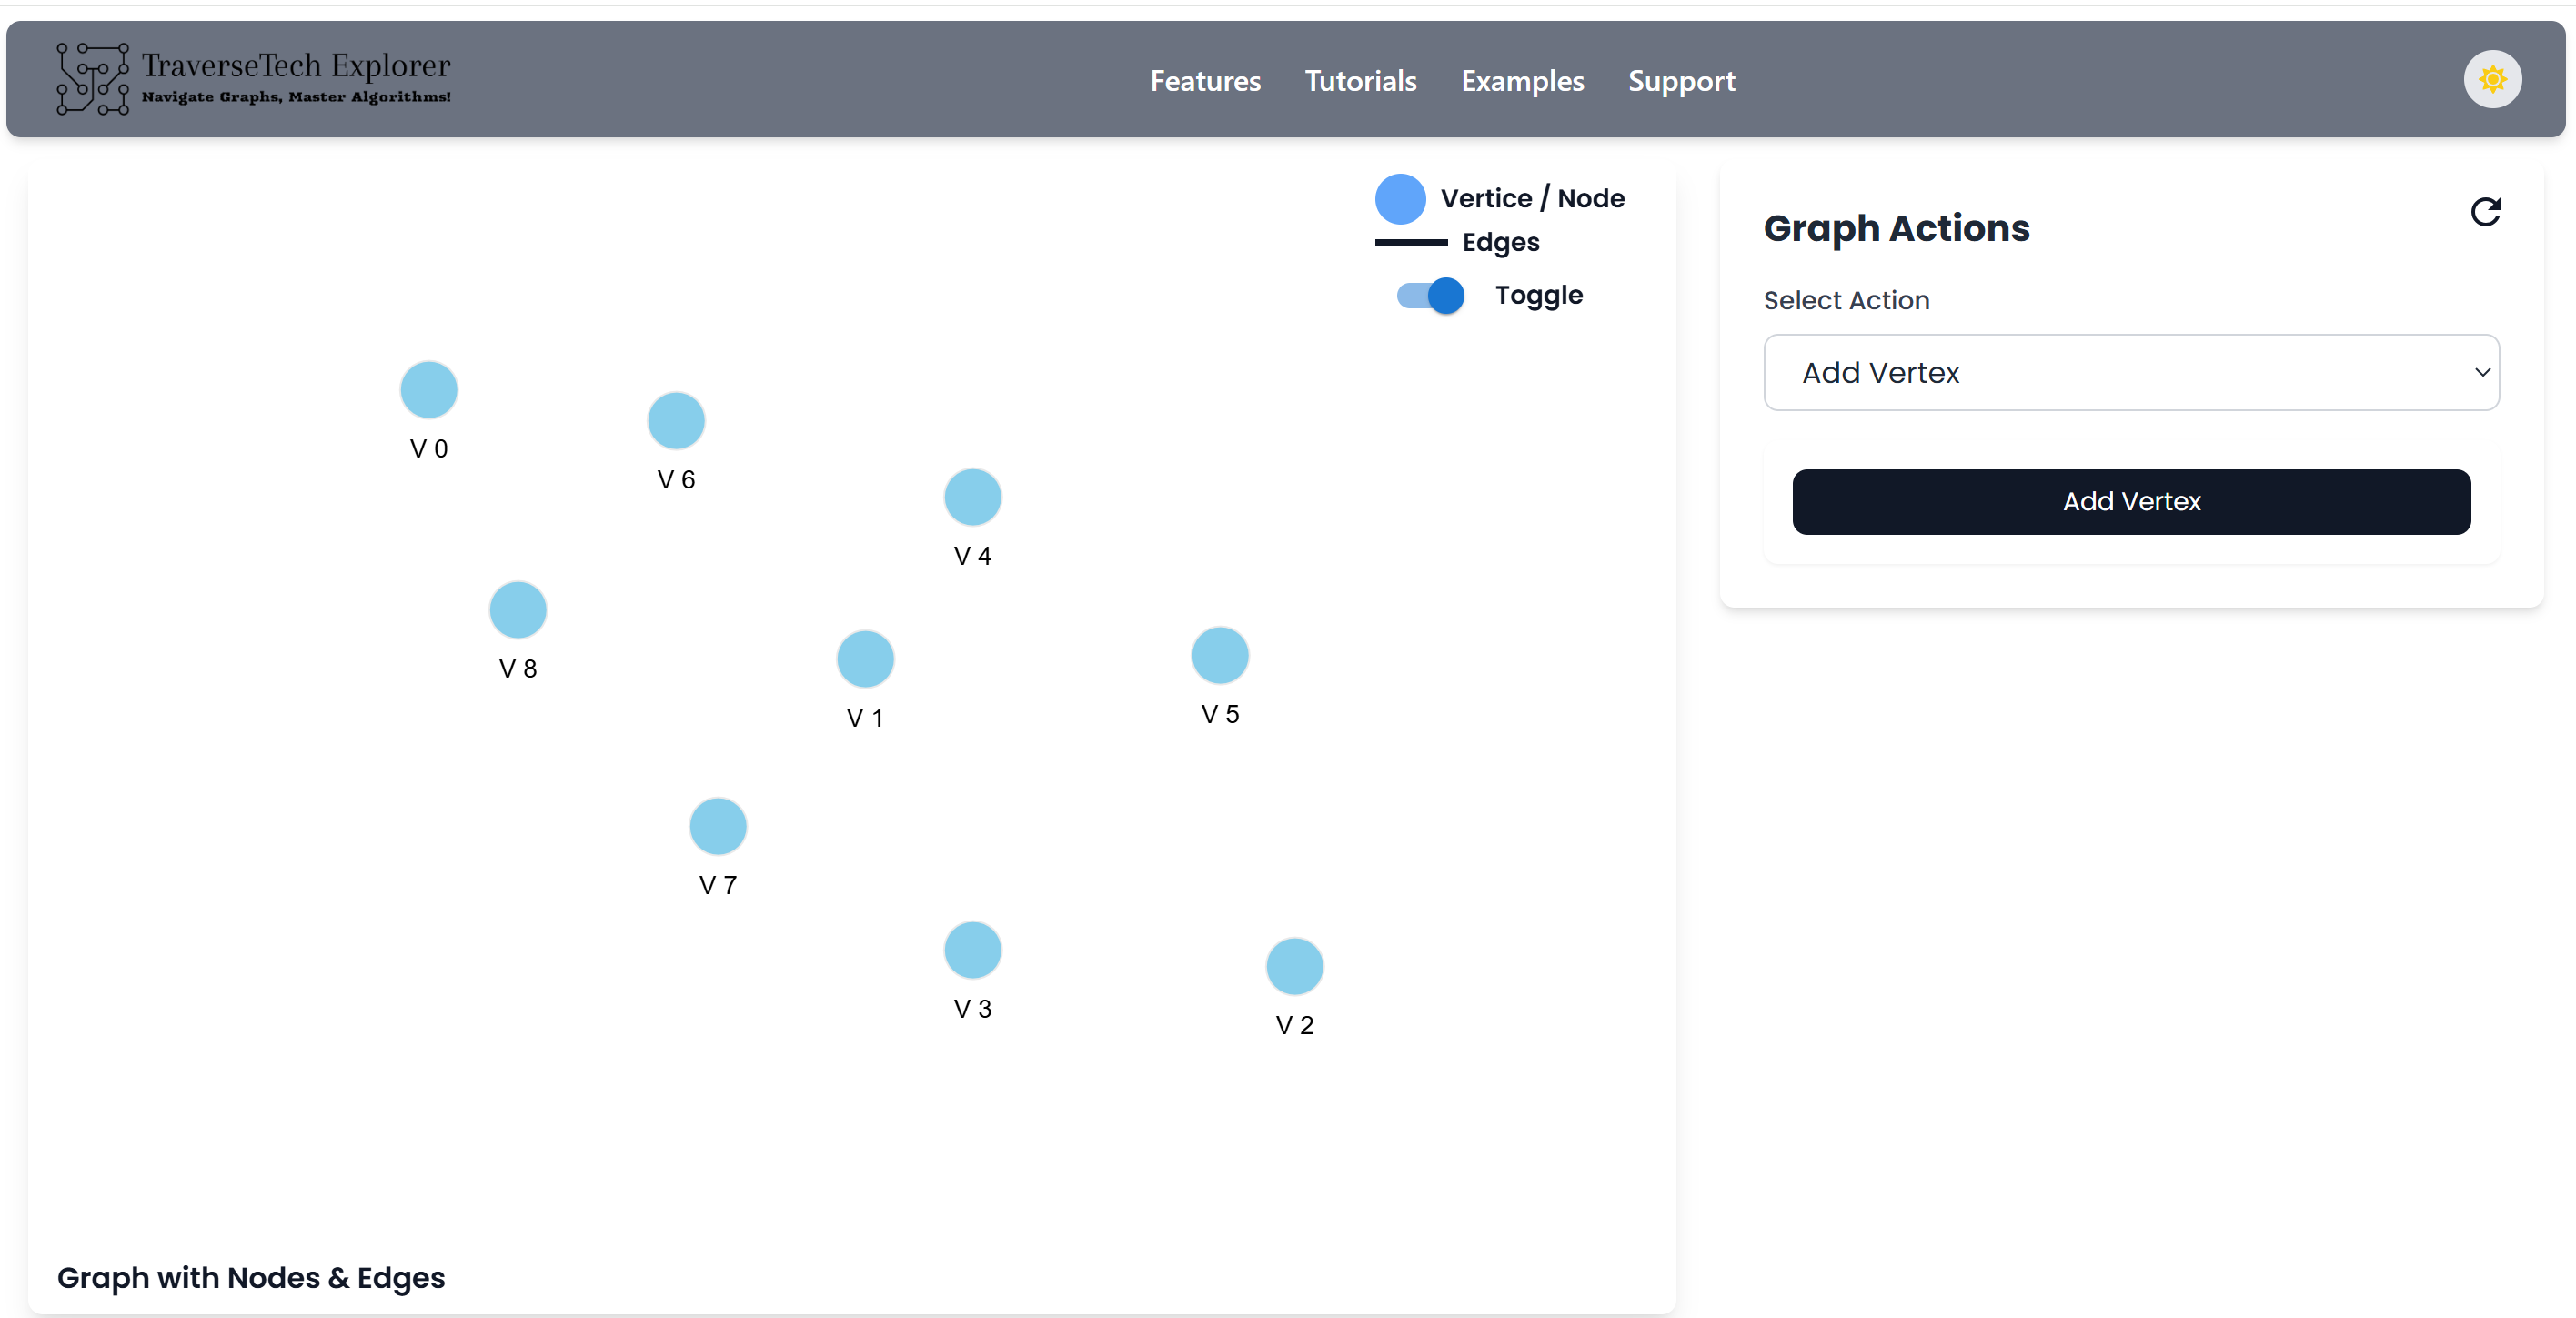 TraverseTech Explorer
Navigate Graphs, Master Algorithms!
Features Tutorials Examples Support
Vertice / Node
Edges
Toggle
V 0
V 6
V 4
V 8
V 1
V 5
V 7
V 3
V 2
Graph with Nodes & Edges
Graph Actions
Select Action
Add Vertex
Add Vertex